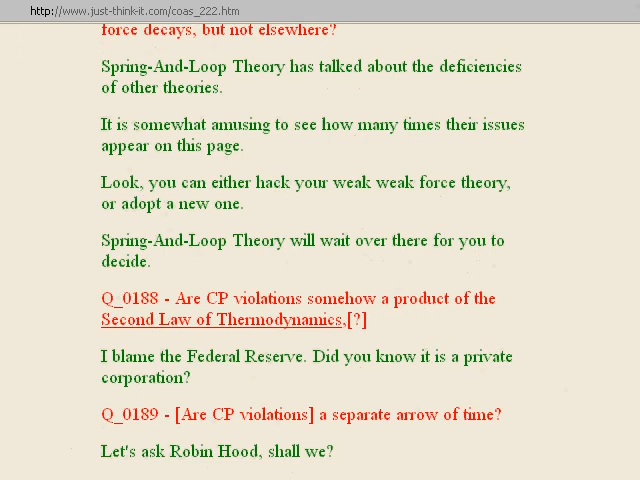 http://www.just-think-it.com/coas_222.htm
force decays, but not elsewhere?
Spring-And-Loop Theory has talked about the deficiencies
of other theories.
It is somewhat amusing to see how many times their issues
appear on this page.
Look, you can either hack your weak weak force theory,
or adopt a new one.
Spring-And-Loop Theory will wait over there for you to
decide.
Q_0188 - Are CP violations somehow a product of the
Second Law of Thermodynamics,[?]
I blame the Federal Reserve. Did you know it is a private
corporation?
Q_0189 - [Are CP violations] a separate arrow of time?
Let's ask Robin Hood, shall we?